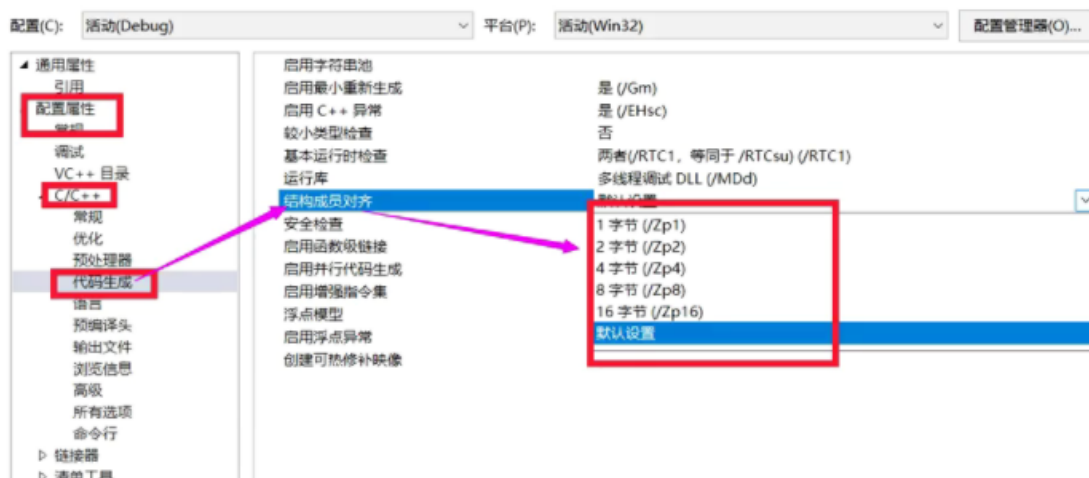 配置(C): 活动(Debug) 平台(P): 活动(Win32) 配置管理器(O)...
通用属性
引用
配置属性
常规
调试
VC++ 目录
C/C++
常规
优化
预处理器
代码生成
语言
预编译头
输出文件
浏览信息
高级
所有选项
命令行
链接器
清单工具
启用字符串池
启用最小重新生成 是 (/Gm)
启用 C++ 异常 是 (/EHsc)
较小类型检查 否
基本运行时检查 两者(/RTC1，等同于 /RTCsu) (/RTC1)
运行库 多线程调试 DLL (/MDd)
结构成员对齐 默认设置
安全检查 1 字节 (/Zp1)
启用函数级链接 2 字节 (/Zp2)
启用并行代码生成 4 字节 (/Zp4)
启用增强指令集 8 字节 (/Zp8)
浮点模型 16 字节 (/Zp16)
启用浮点异常 默认设置
创建可热修补映像